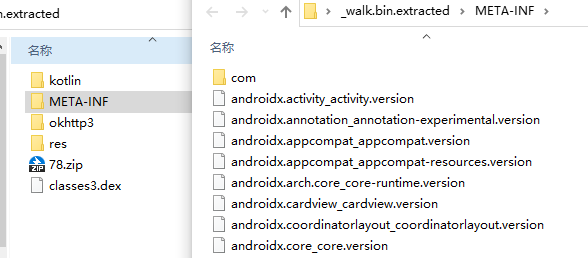 n.extracted
名称
kotlin
META-INF
okhttp3
res
78.zip
classes3.dex
_walk.bin.extracted
META-INF
名称
com
androidx.activity_activity.version
androidx.annotation_annotation-experimental.version
androidx.appcompat_appcompat.version
androidx.appcompat_appcompat-resources.version
androidx.arch.core_core-runtime.version
androidx.cardview_cardview.version
androidx.coordinatorlayout_coordinatorlayout.version
androidx.core_core.version